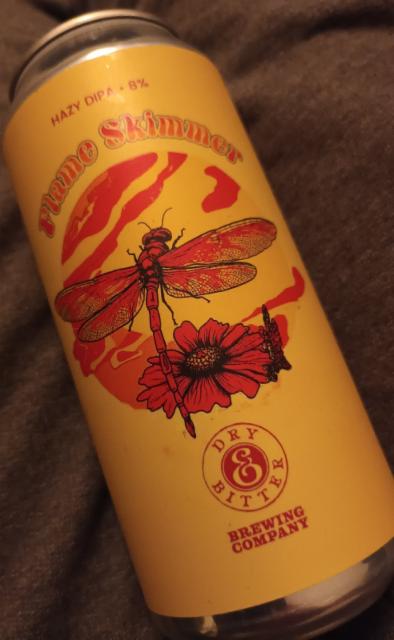 HAZY DIPA • 8%
Flame Skimmer
DRY
&
BITTER
BREWING
COMPANY